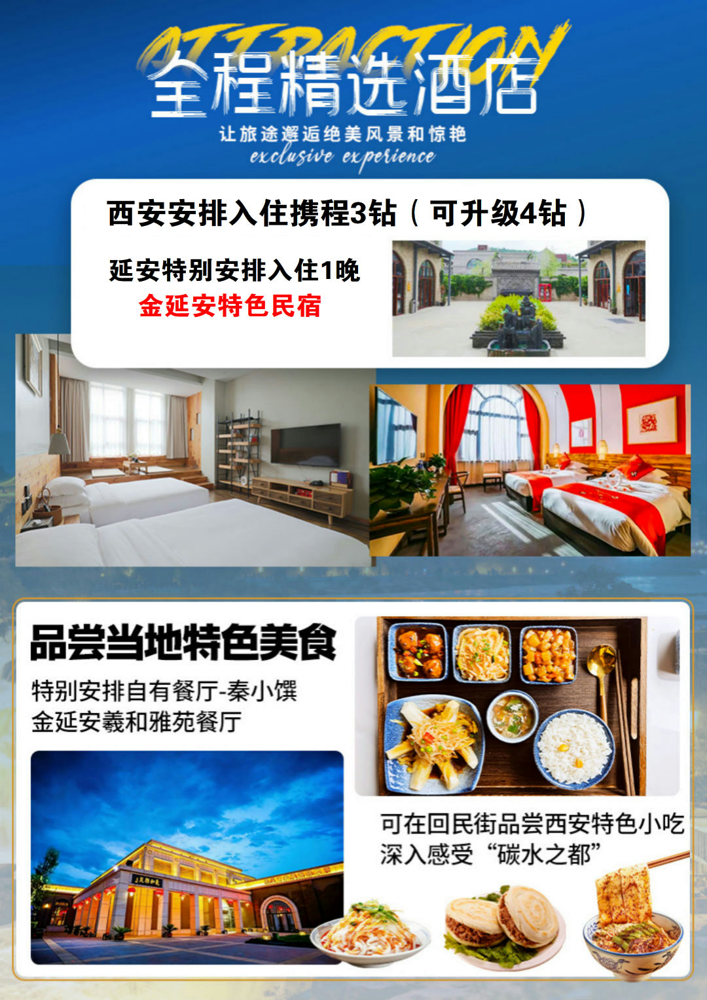 ATTRACTION
全程精选酒店
让旅途邂逅绝美风景和惊艳
exclusive experience
西安安排入住携程3钻（可升级4钻）
延安特别安排入住1晚
金延安特色民宿
品尝当地特色美食
特别安排自有餐厅-秦小馔
金延安羲和雅苑餐厅
可在回民街品尝西安特色小吃
深入感受“碳水之都”